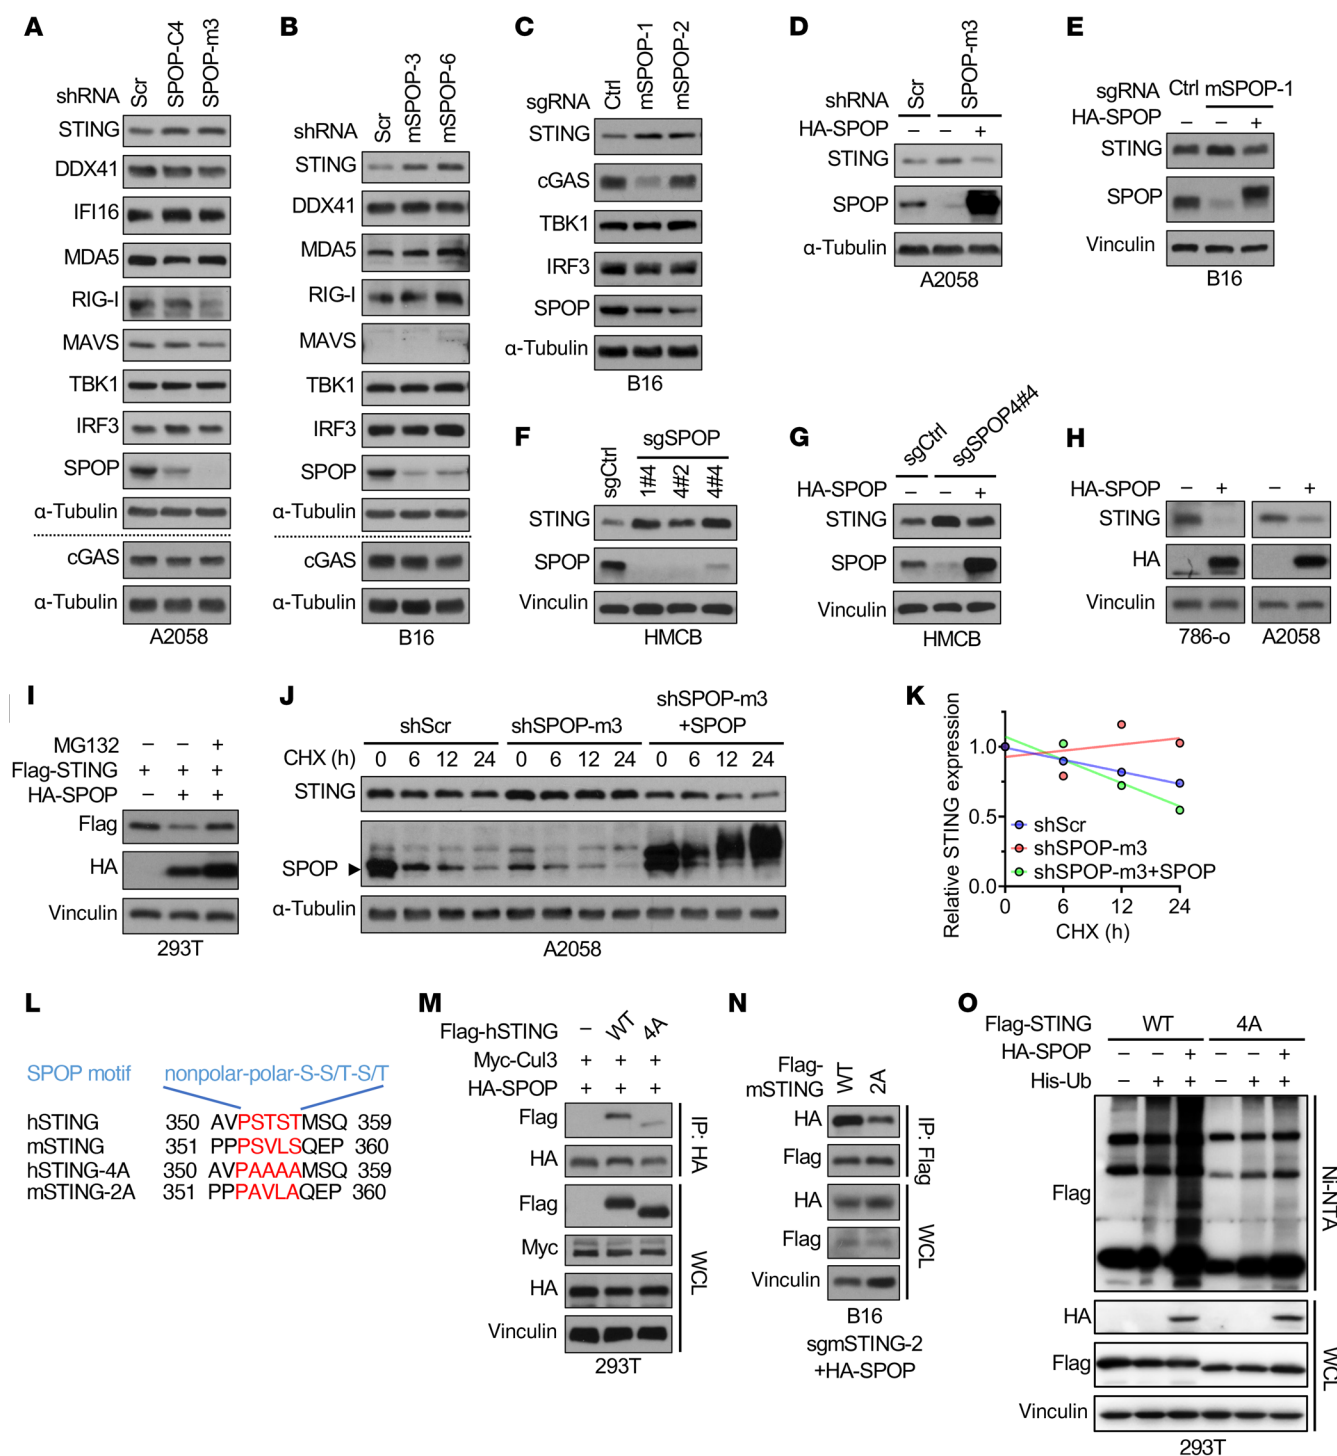 A
shRNA
Scr
SPOP-C4
SPOP-m3
STING
DDX41
IFI16
MDA5
RIG-I
MAVS
TBK1
IRF3
SPOP
α-Tubulin
cGAS
α-Tubulin
A2058
B
shRNA
Scr
mSPOP-3
mSPOP-6
STING
DDX41
MDA5
RIG-I
MAVS
TBK1
IRF3
SPOP
α-Tubulin
cGAS
α-Tubulin
B16
C
sgRNA
Ctrl
mSPOP-1
mSPOP-2
STING
cGAS
TBK1
IRF3
SPOP
α-Tubulin
B16
D
shRNA
Scr
SPOP-m3
HA-SPOP – – +
STING
SPOP
α-Tubulin
A2058
E
sgRNA Ctrl mSPOP-1
HA-SPOP – – +
STING
SPOP
Vinculin
B16
F
sgSPOP
sgCtrl
1#4
4#2
4#4
STING
SPOP
Vinculin
HMCB
G
sgCtrl
sgSPOP4#4
HA-SPOP – – +
STING
SPOP
Vinculin
HMCB
H
HA-SPOP – + – +
STING
HA
Vinculin
786-o A2058
I
MG132 – – +
Flag-STING + + +
HA-SPOP – + +
Flag
HA
Vinculin
293T
J
shSPOP-m3
shScr shSPOP-m3 +SPOP
CHX (h) 0 6 12 24 0 6 12 24 0 6 12 24
STING
SPOP
α-Tubulin
A2058
K
Relative STING expression
1.0
0.5
0.0
shScr
shSPOP-m3
shSPOP-m3+SPOP
0 6 12 24
CHX (h)
L
SPOP motif nonpolar-polar-S-S/T-S/T
hSTING 350 AVPSTSTMSQ 359
mSTING 351 PPPSVLSQEP 360
hSTING-4A 350 AVPAAAAMSQ 359
mSTING-2A 351 PPPAVLAQEP 360
M
Flag-hSTING – WT 4A
Myc-Cul3 + + +
HA-SPOP + + +
Flag
HA
IP: HA
Flag
Myc
HA
Vinculin
WCL
293T
N
Flag-
mSTING WT 2A
HA
Flag
IP: Flag
HA
Flag
Vinculin
WCL
B16
sgmSTING-2
+HA-SPOP
O
Flag-STING WT 4A
HA-SPOP – – + – – +
His-Ub – + + – + +
Flag
Ni-NTA
HA
Flag
Vinculin
WCL
293T